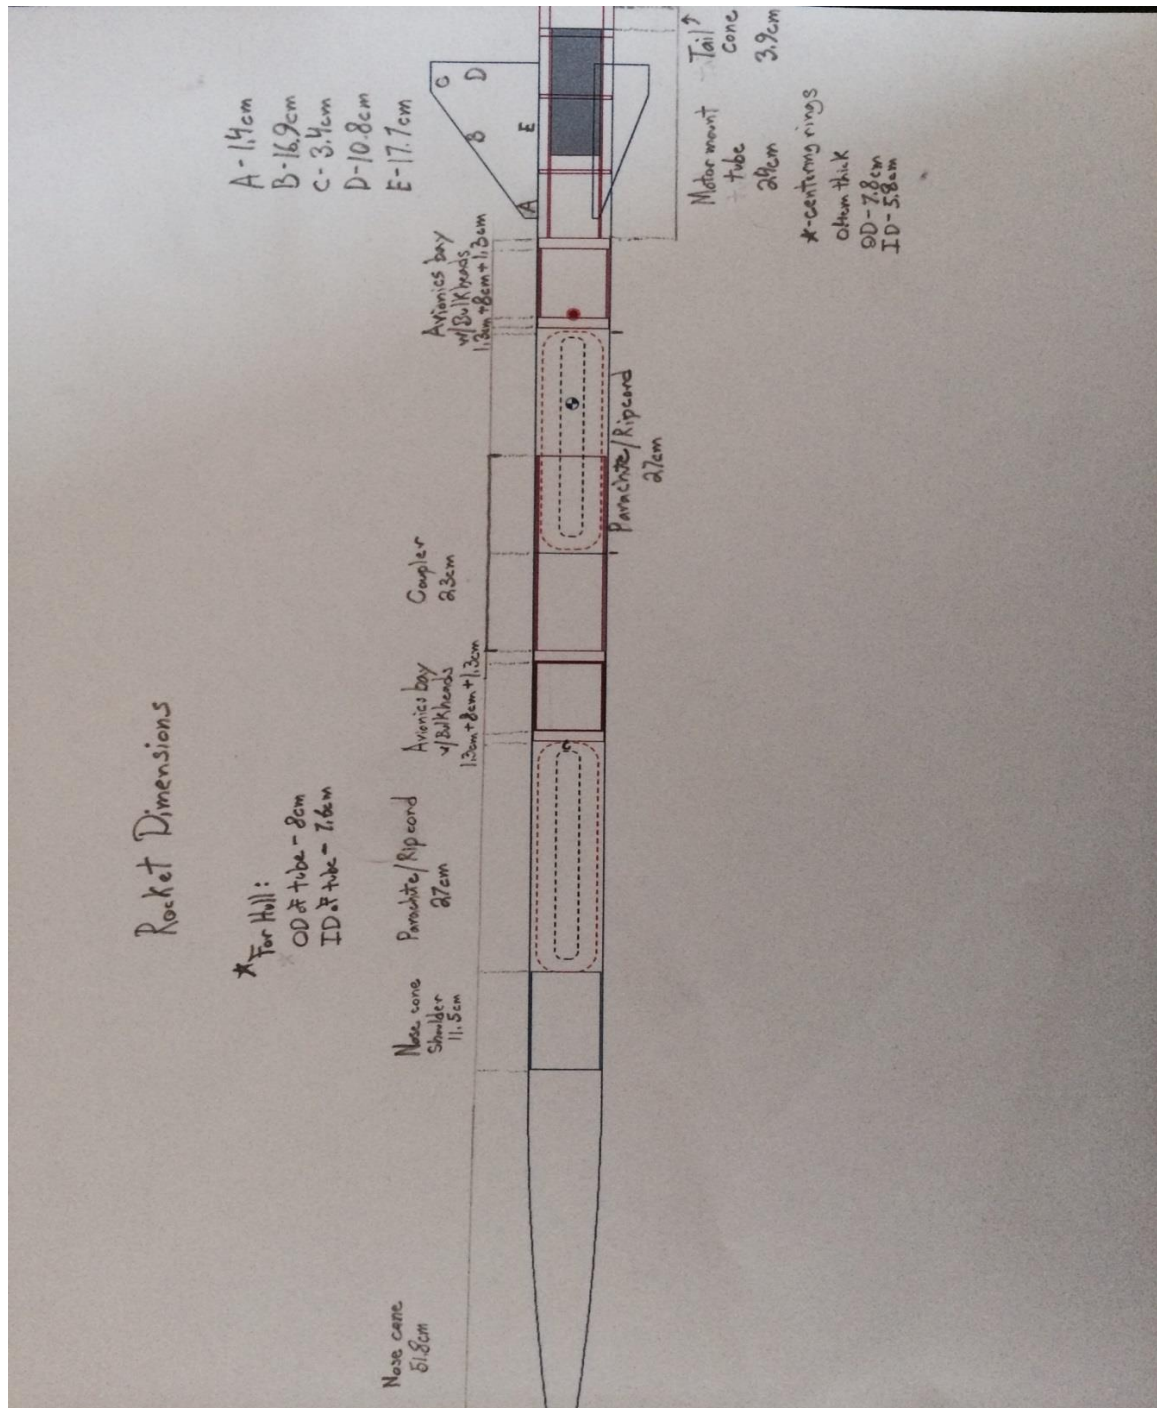 Rocket Dimensions
*For Hull:
OD of tube - 8cm
ID of tube - 7.6cm
A - 1.4cm
B - 16.9cm
C - 3.4cm
D - 10.8cm
E - 17.7cm
Nose cone
51.8cm
Nose cone
Shoulder
11.5cm
Parachute/Ripcord
27cm
Avionics bay
w/Bulkheads
1.3cm+8cm+1.3cm
Coupler
23cm
Avionics bay
w/Bulkheads
1.3cm+8cm+1.3cm
A
B
C
D
E
Parachute/Ripcord
27cm
Motor mount
tube
29cm
Tail
cone
3.9cm
*-centering rings
thick
OD - 7.8cm
ID - 5.8cm